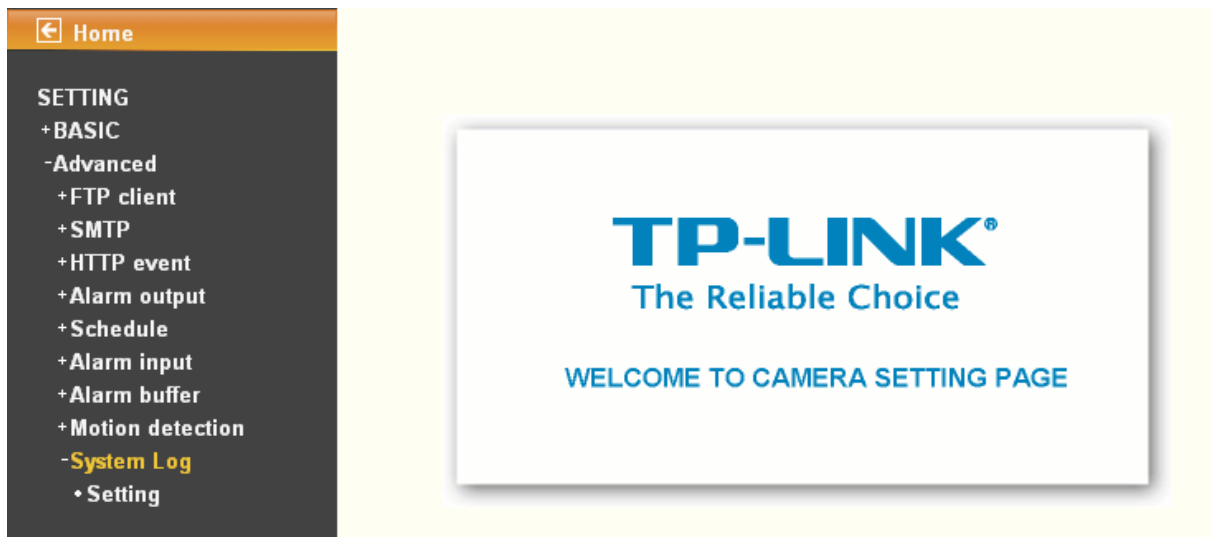 Home
SETTING
+BASIC
-Advanced
+FTP client
+SMTP
+HTTP event
+Alarm output
+Schedule
+Alarm input
+Alarm buffer
+Motion detection
-System Log
• Setting
TP-LINK®
The Reliable Choice
WELCOME TO CAMERA SETTING PAGE